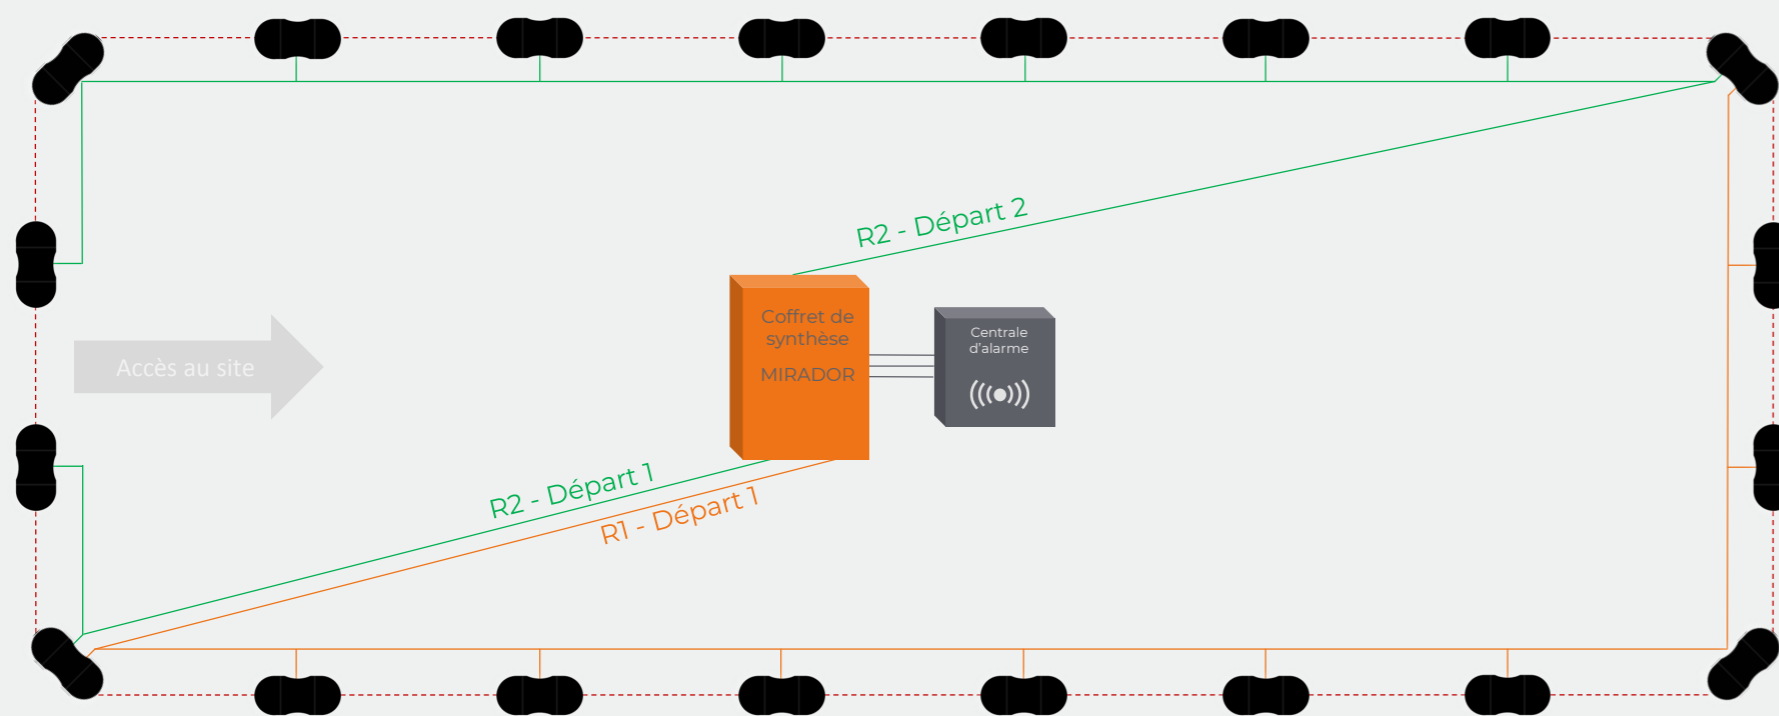 R2 - Départ 2
Coffret de
synthèse
MIRADOR
Centrale
d'alarme
Accès au site
R2 - Départ 1
R1 - Départ 1